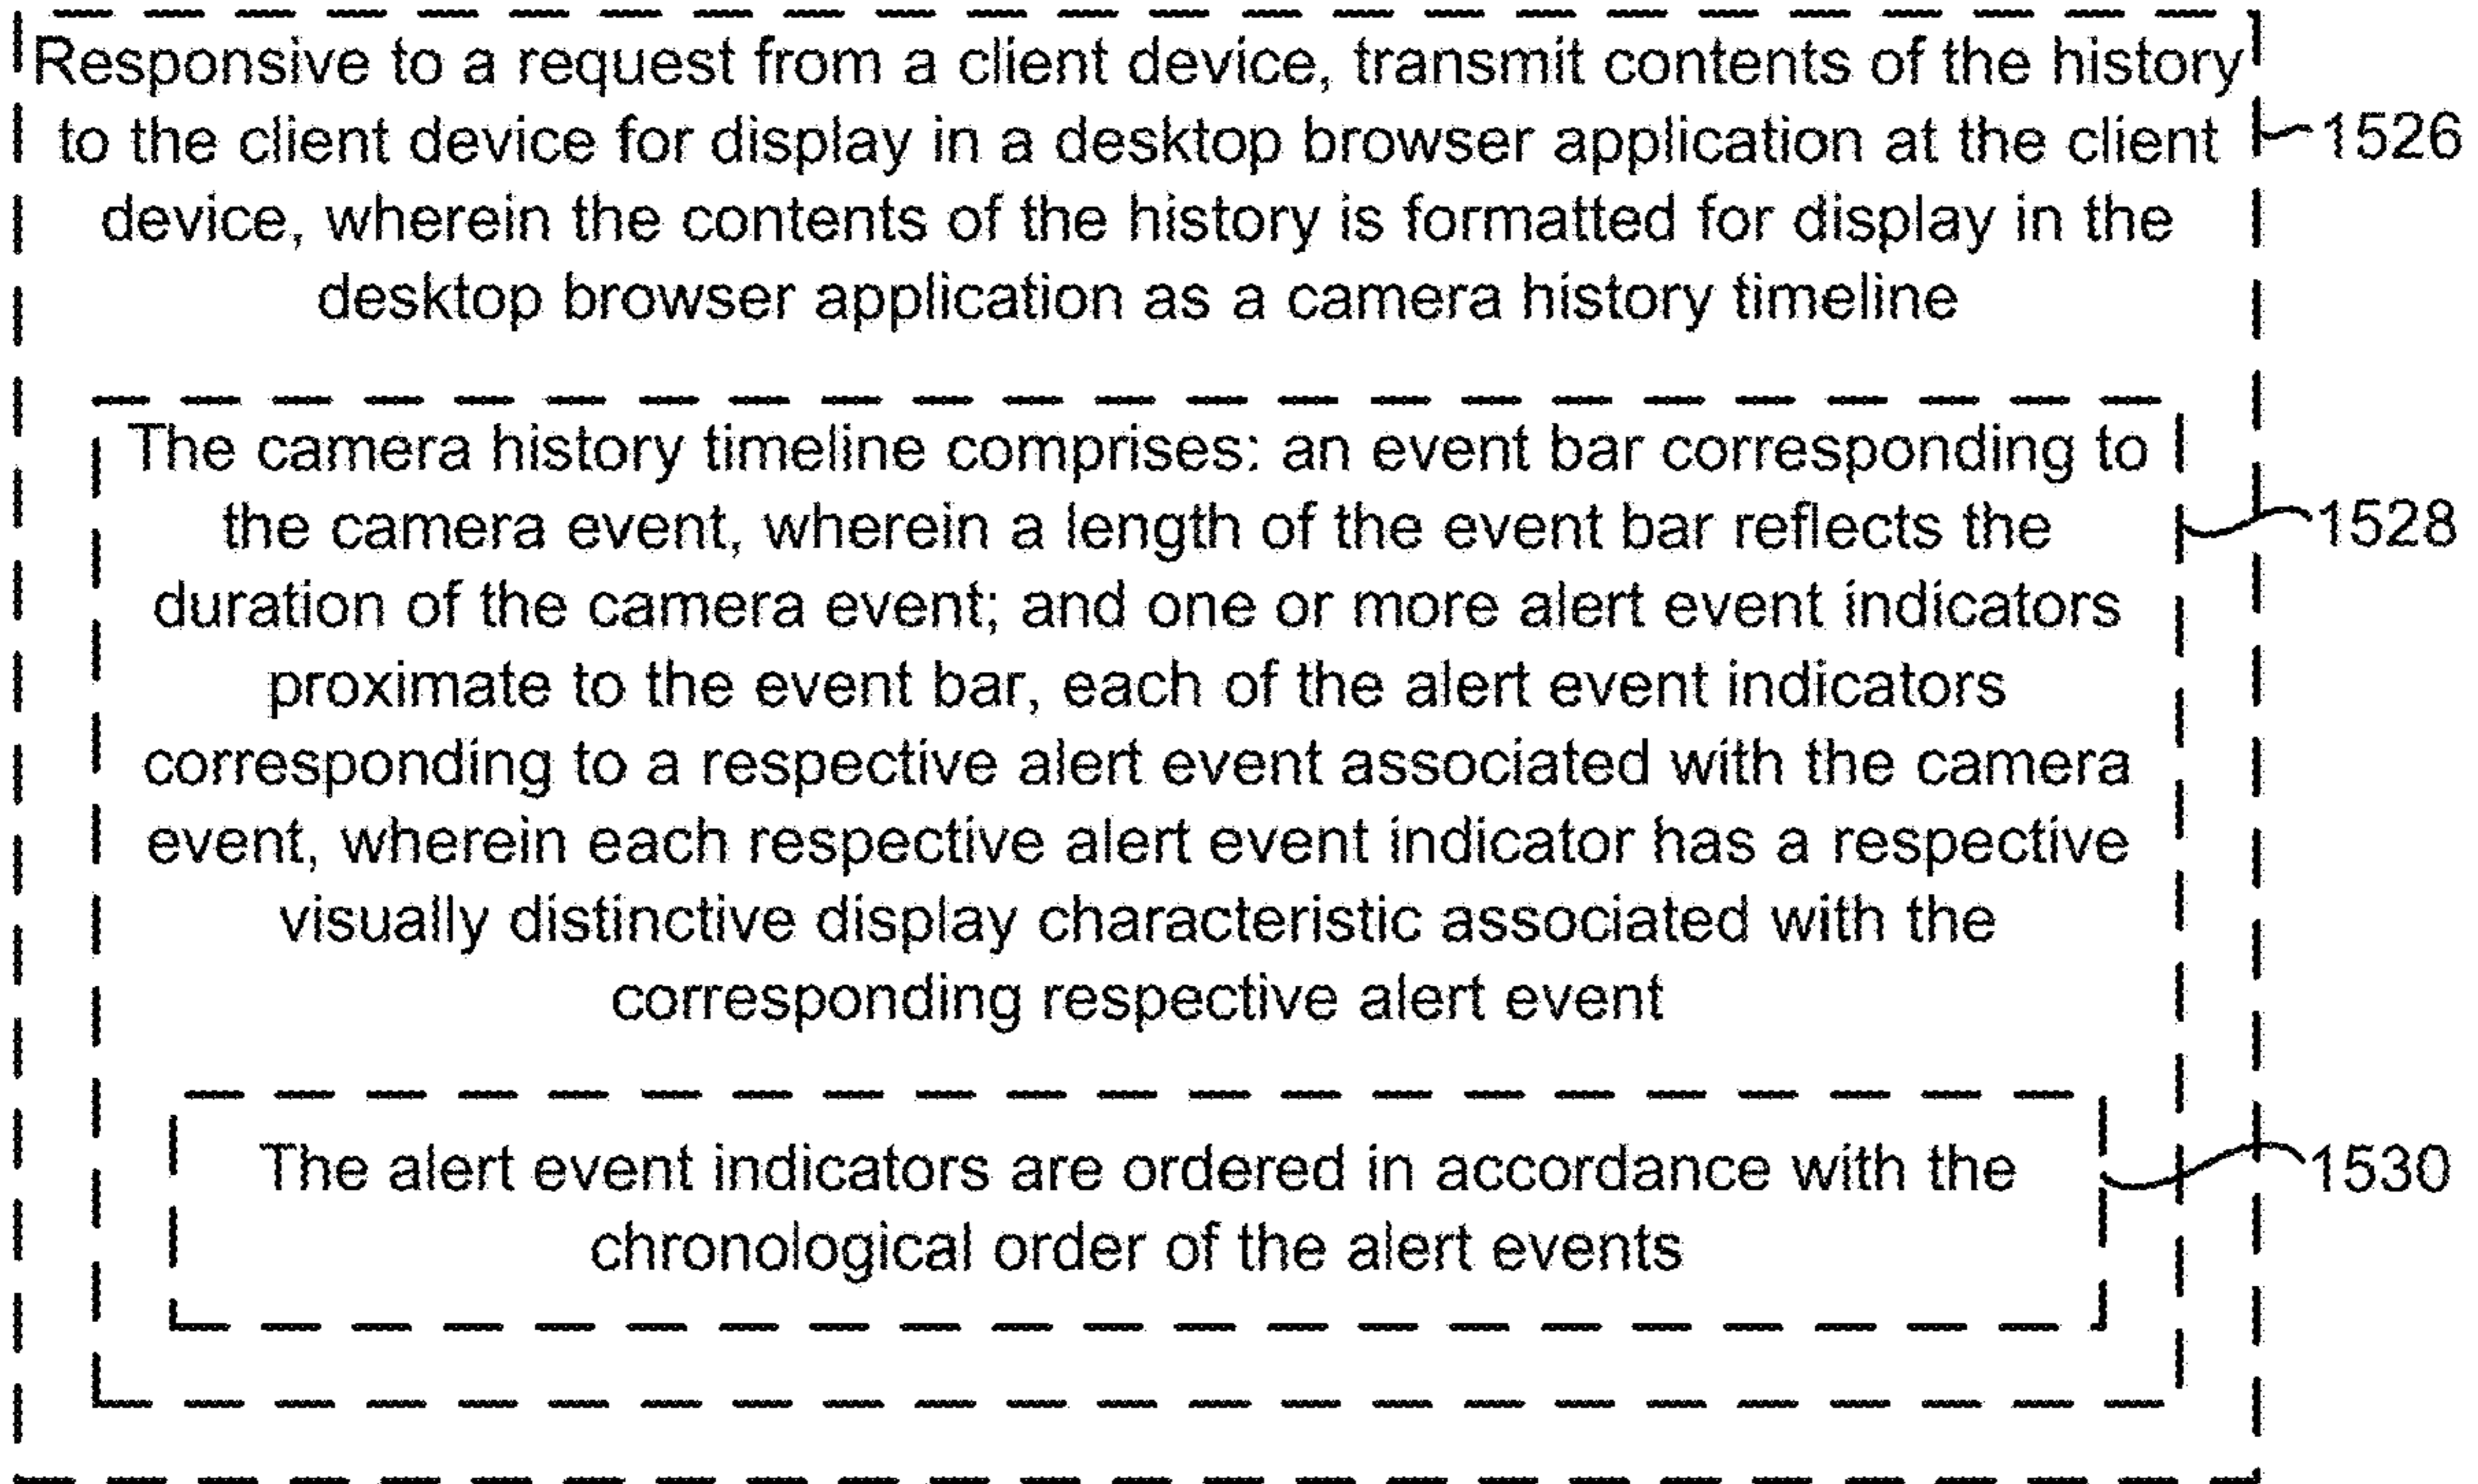 Responsive to a request from a client device, transmit contents of the history
to the client device for display in a desktop browser application at the client
1526
device, wherein the contents of the history is formatted for display in the
desktop browser application as a camera history timeline
The camera history timeline comprises: an event bar corresponding to
the camera event, wherein a length of the event bar reflects the
1528
duration of the camera event; and one or more alert event indicators
proximate to the event bar, each of the alert event indicators
corresponding to a respective alert event associated with the camera
event, wherein each respective alert event indicator has a respective
visually distinctive display characteristic associated with the
corresponding respective alert event
The alert event indicators are ordered in accordance with the
1530
chronological order of the alert events